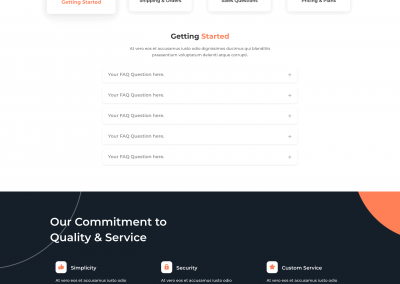 Getting Started
Shipping & Orders
Sales Questions
Pricing & Plans
Getting Started
At vero eos et accusamus iusto odio dignissimos ducimus qui blanditiis
praesentium voluptatum deleniti atque corrupti.
Your FAQ Question here. +
Your FAQ Question here. +
Your FAQ Question here. +
Your FAQ Question here. +
Your FAQ Question here. +
Our Commitment to
Quality & Service
Simplicity
Security
Custom Service
At vero eos et accusamus iusto odio
At vero eos et accusamus iusto odio
At vero eos et accusamus iusto odio